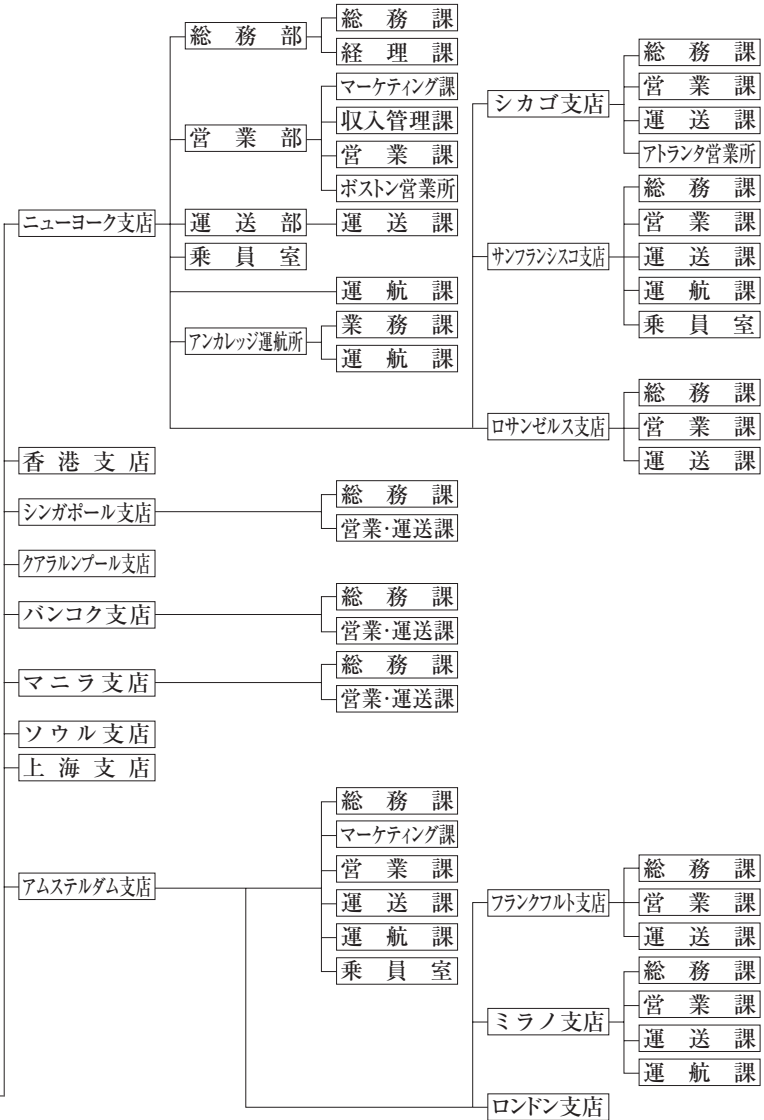 ニューヨーク支店
総務部
総務課
経理課
営業部
マーケティング課
収入管理課
営業課
ボストン営業所
運送部
運送課
乗員室
運航課
アンカレッジ運航所
業務課
運航課
シカゴ支店
総務課
営業課
運送課
アトランタ営業所
サンフランシスコ支店
総務課
営業課
運送課
運航課
乗員室
ロサンゼルス支店
総務課
営業課
運送課
香港支店
シンガポール支店
総務課
営業・運送課
クアラルンプール支店
バンコク支店
総務課
営業・運送課
マニラ支店
総務課
営業・運送課
ソウル支店
上海支店
アムステルダム支店
総務課
マーケティング課
営業課
運送課
運航課
乗員室
フランクフルト支店
総務課
営業課
運送課
ミラノ支店
総務課
営業課
運送課
運航課
ロンドン支店